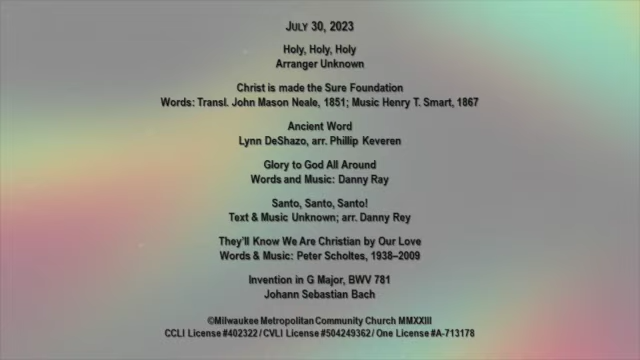 JULY 30, 2023
Holy, Holy, Holy
Arranger Unknown
Christ is made the Sure Foundation
Words: Transl. John Mason Neale, 1851; Music Henry T. Smart, 1867
Ancient Word
Lynn DeShazo, arr. Phillip Keveren
Glory to God All Around
Words and Music: Danny Ray
Santo, Santo, Santo!
Text & Music Unknown; arr. Danny Rey
They'll Know We Are Christian by Our Love
Words & Music: Peter Scholtes, 1938–2009
Invention in G Major, BWV 781
Johann Sebastian Bach
©Milwaukee Metropolitan Community Church MMXXIII
CCLI License #402322 / CVLI License #504249362 / One License #A-713178